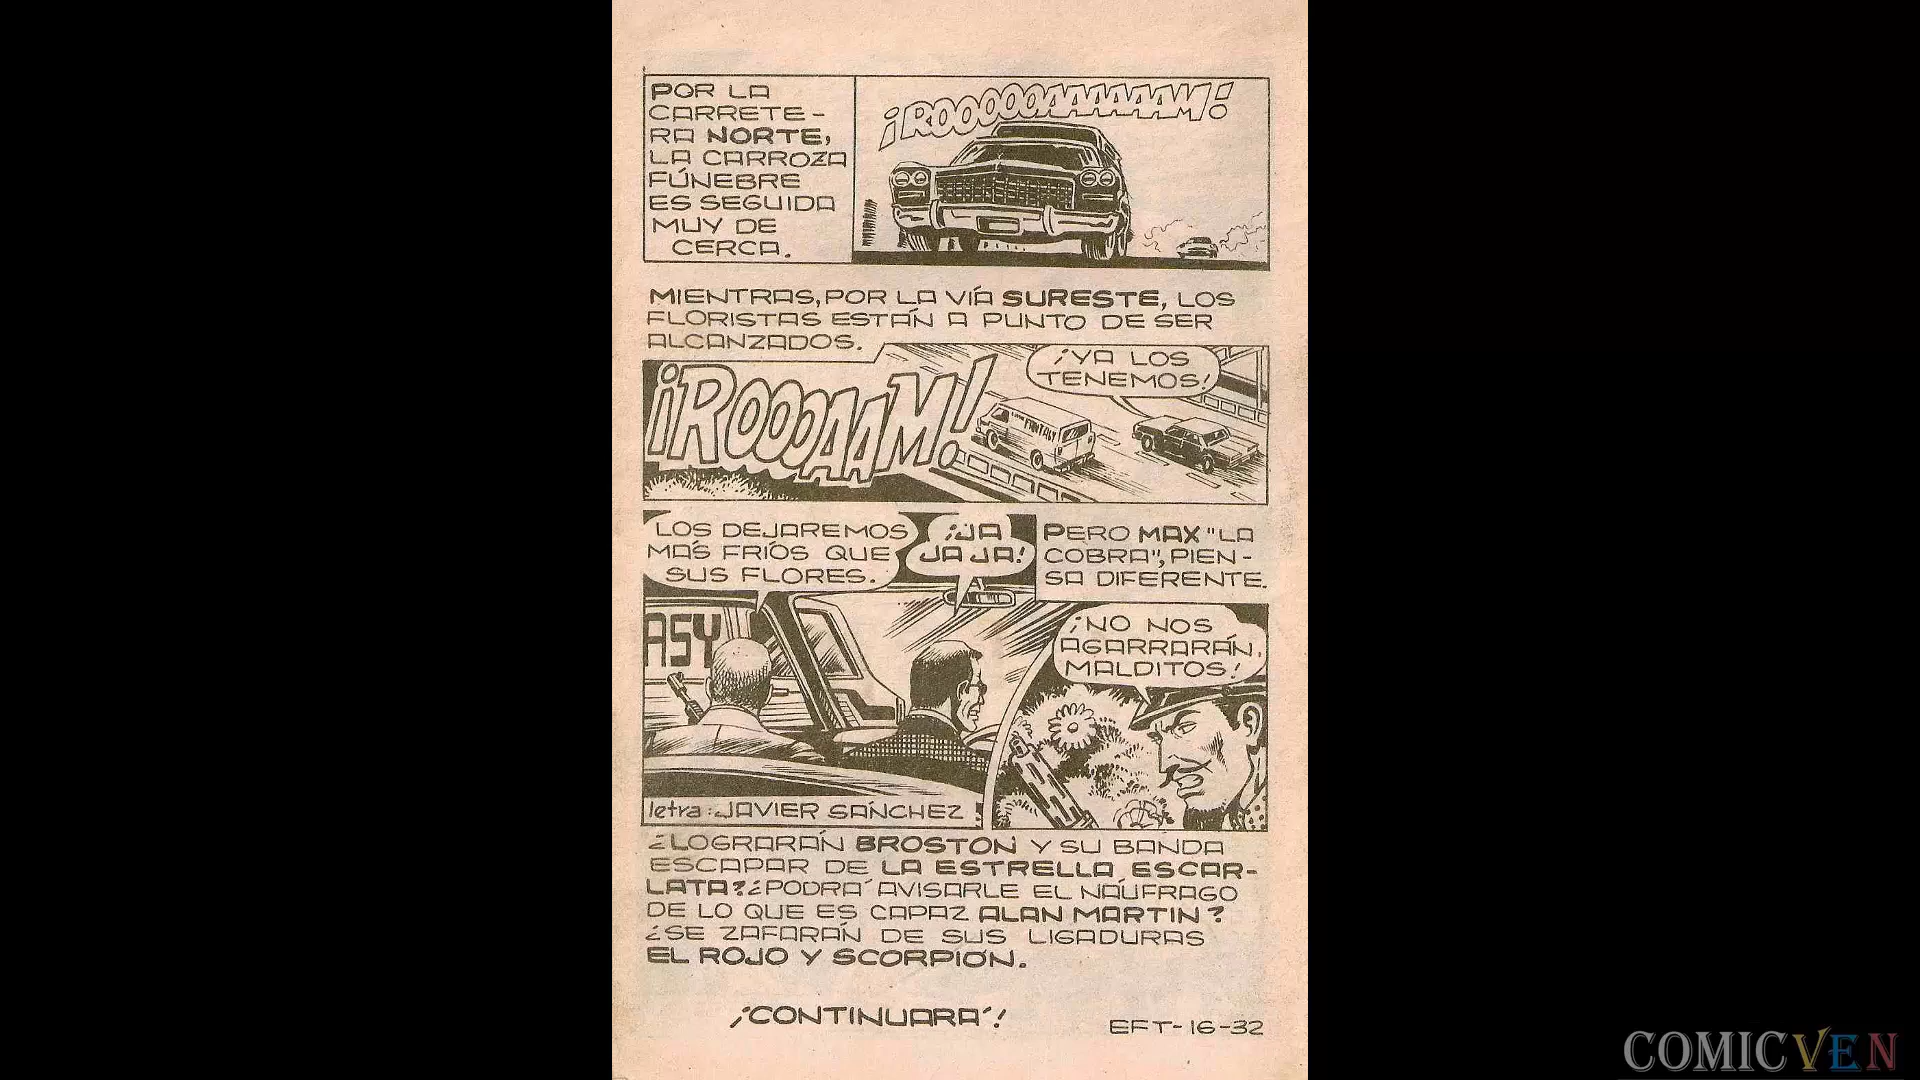 POR LA
CARRETE-
RA NORTE,
LA CARROZA
FÚNEBRE
ES SEGUIDA
MUY DE
CERCA.
¡ROOOOOAAAAAAM!
MIENTRAS, POR LA VÍA SURESTE, LOS
FLORISTAS ESTÁN A PUNTO DE SER
ALCANZADOS.
¡ROOOAAM!
FANTASY
¡YA LOS
TENEMOS!
LOS DEJAREMOS
MÁS FRÍOS QUE
SUS FLORES.
¡JA
JA JA!
ASY
PERO MAX "LA
COBRA", PIEN-
SA DIFERENTE.
¡NO NOS
AGARRARÁN,
MALDITOS!
letra: JAVIER SÁNCHEZ
¿LOGRARÁN BROSTON Y SU BANDA
ESCAPAR DE LA ESTRELLA ESCAR-
LATA? ¿PODRÁ AVISARLE EL NÁUFRAGO
DE LO QUE ES CAPAZ ALAN MARTIN?
¿SE ZAFARÁN DE SUS LIGADURAS
EL ROJO Y SCORPIÓN.
¡CONTINUARÁ!
EFT-16-32
COMICVEN